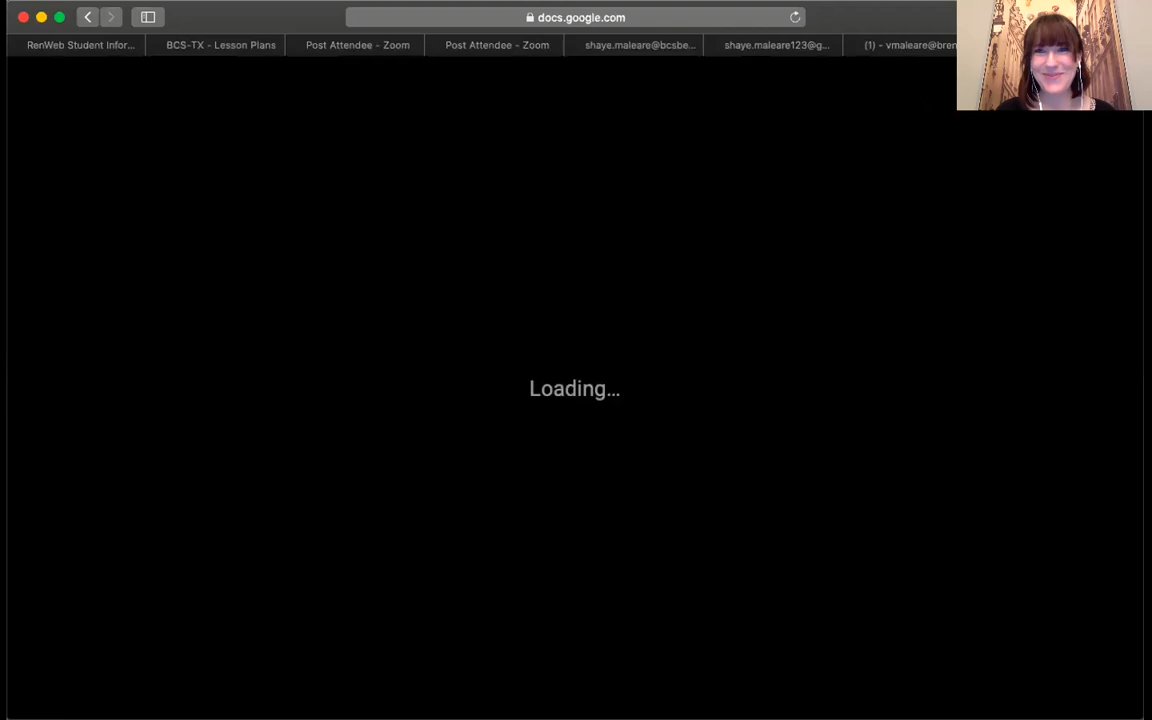 docs.google.com
RenWeb Student Infor...
BCS-TX - Lesson Plans
Post Attendee - Zoom
Post Attendee - Zoom
shaye.maleare@bcsbe...
shaye.maleare123@g...
(1) - vmaleare@bren
Loading...